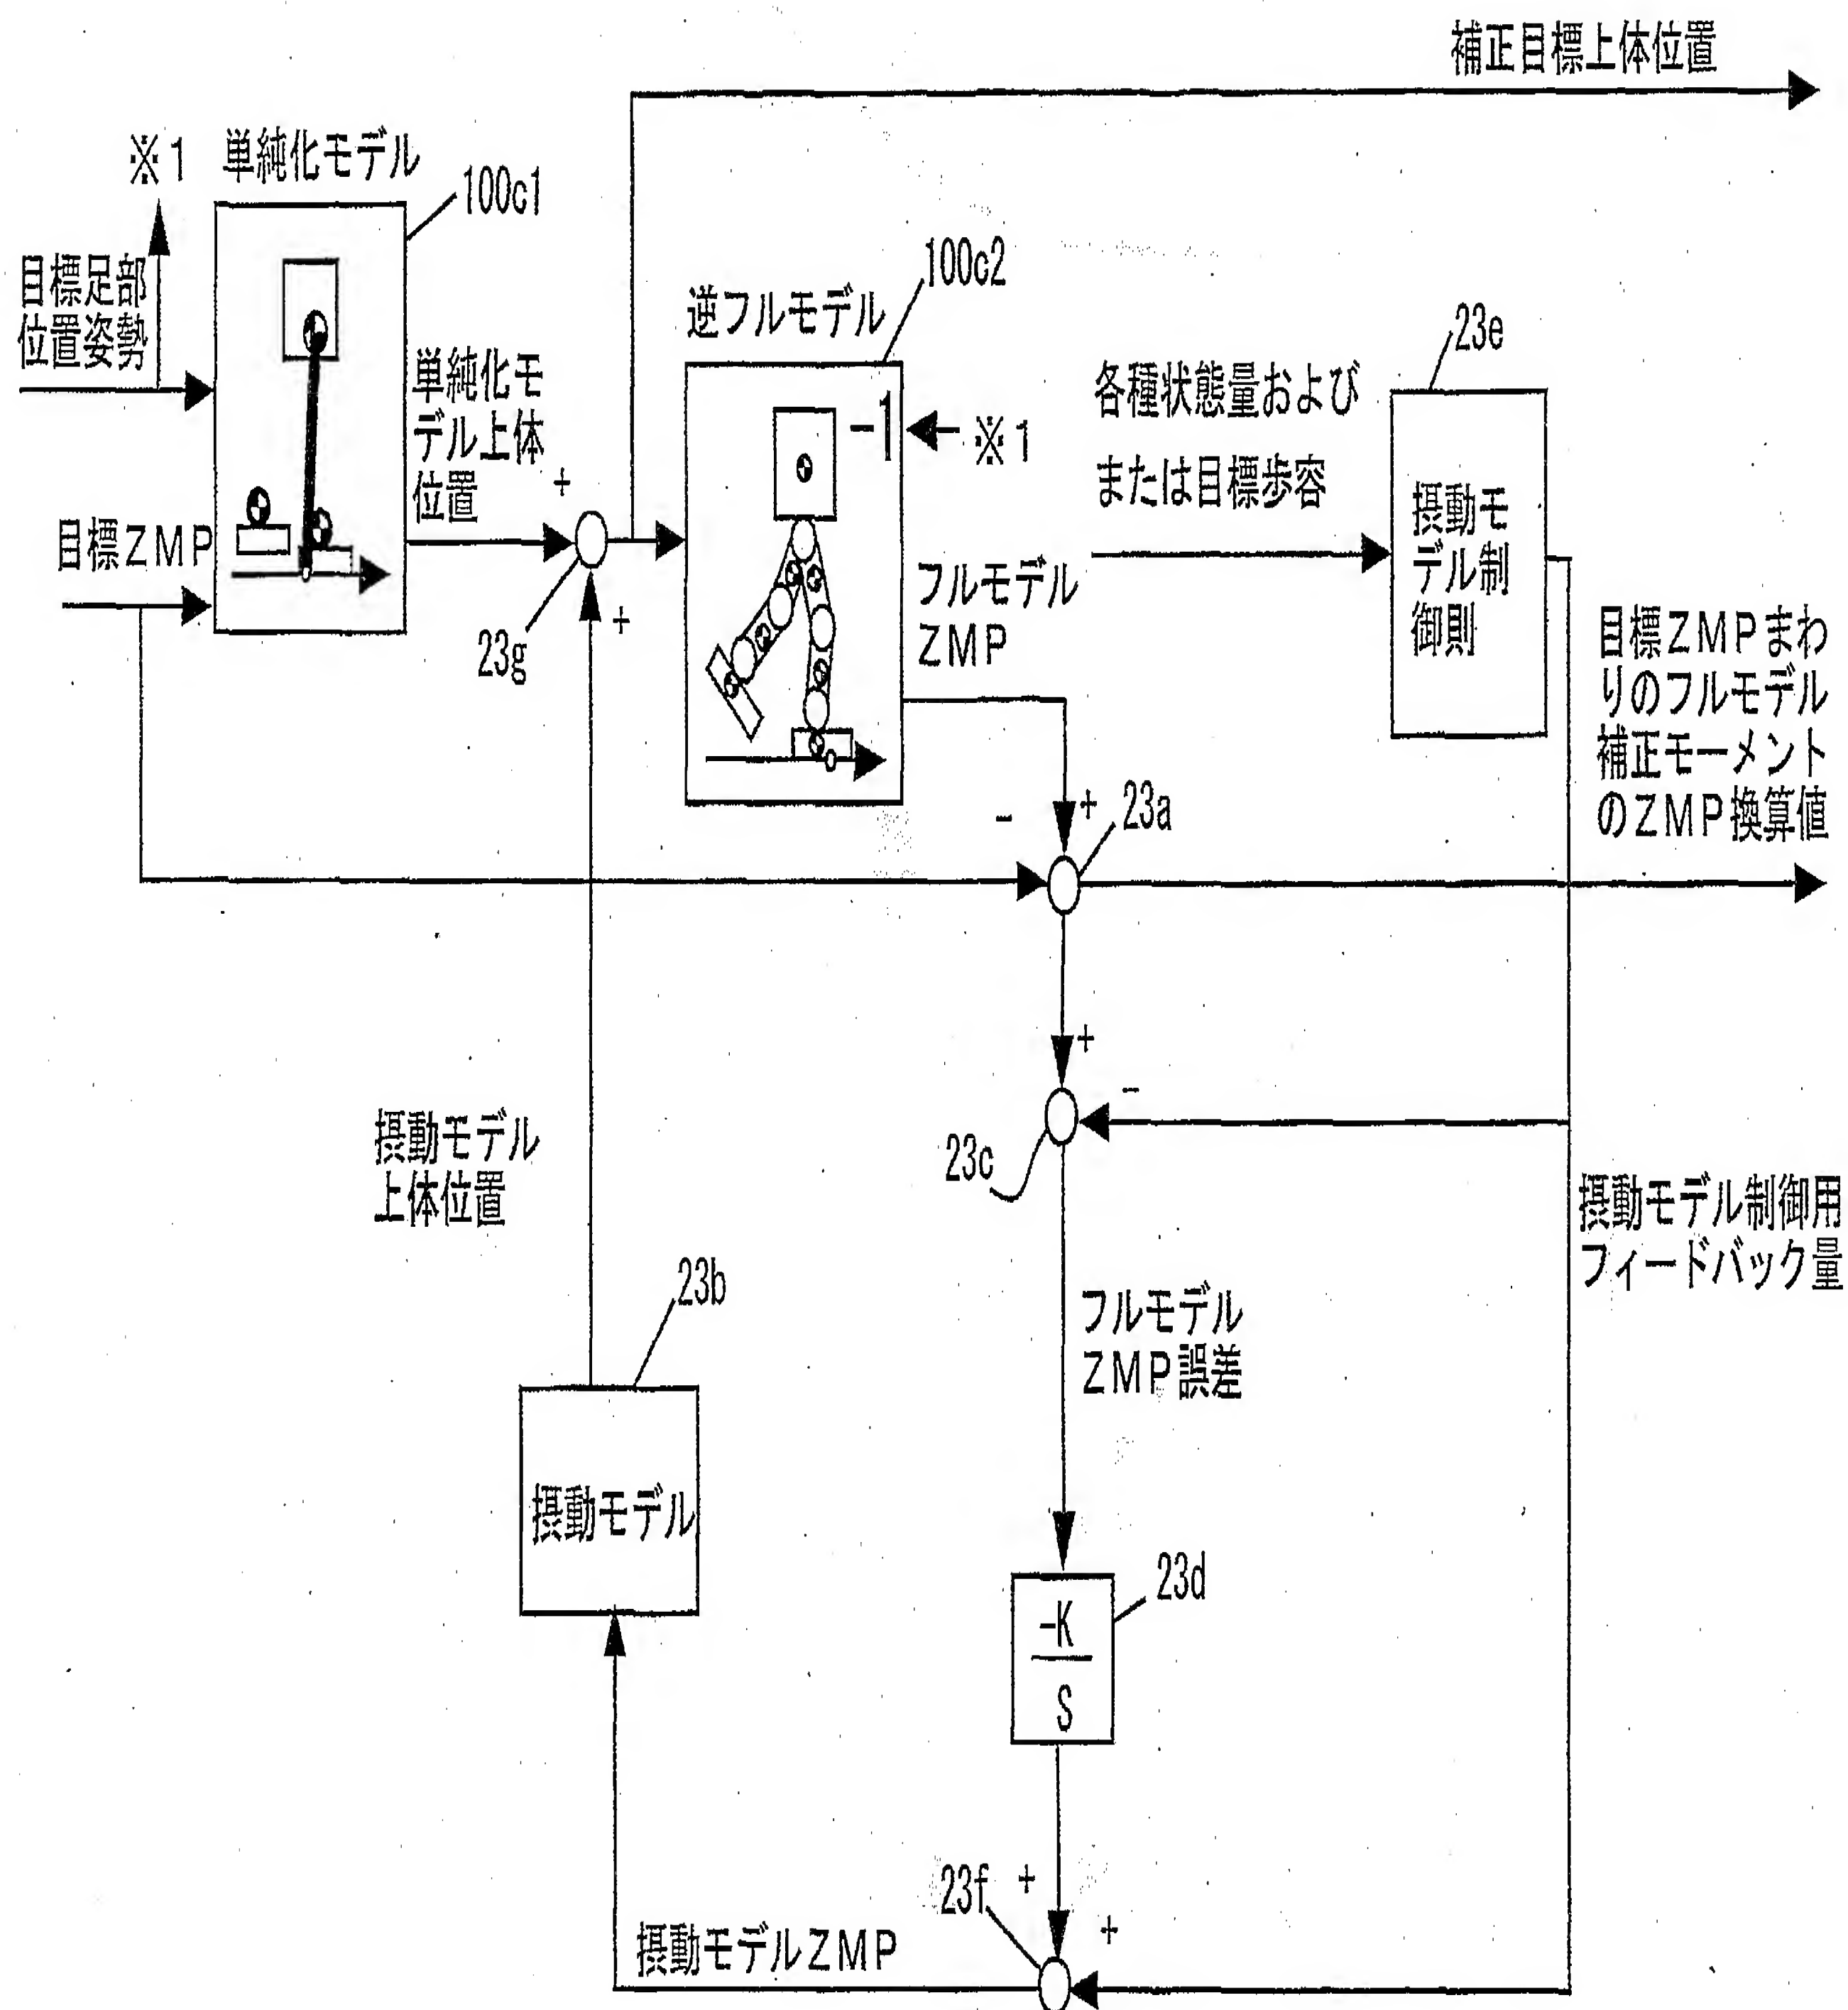 補正目標上体位置
※1
単純化モデル
100c1
目標足部
位置姿勢
目標ZMP
単純化モ
デル上体
位置
+
+
23g
逆フルモデル
100c2
-1
※1
フルモデル
ZMP
各種状態量および
または目標歩容
23e
摂動モ
デル制
御則
目標ZMPまわ
りのフルモデル
補正モーメント
のZMP換算値
-
+
23a
+
-
23c
摂動モデル
上体位置
摂動モデル制御用
フィードバック量
23b
フルモデル
ZMP誤差
摂動モデル
23d
-K
S
23f
+
+
摂動モデルZMP